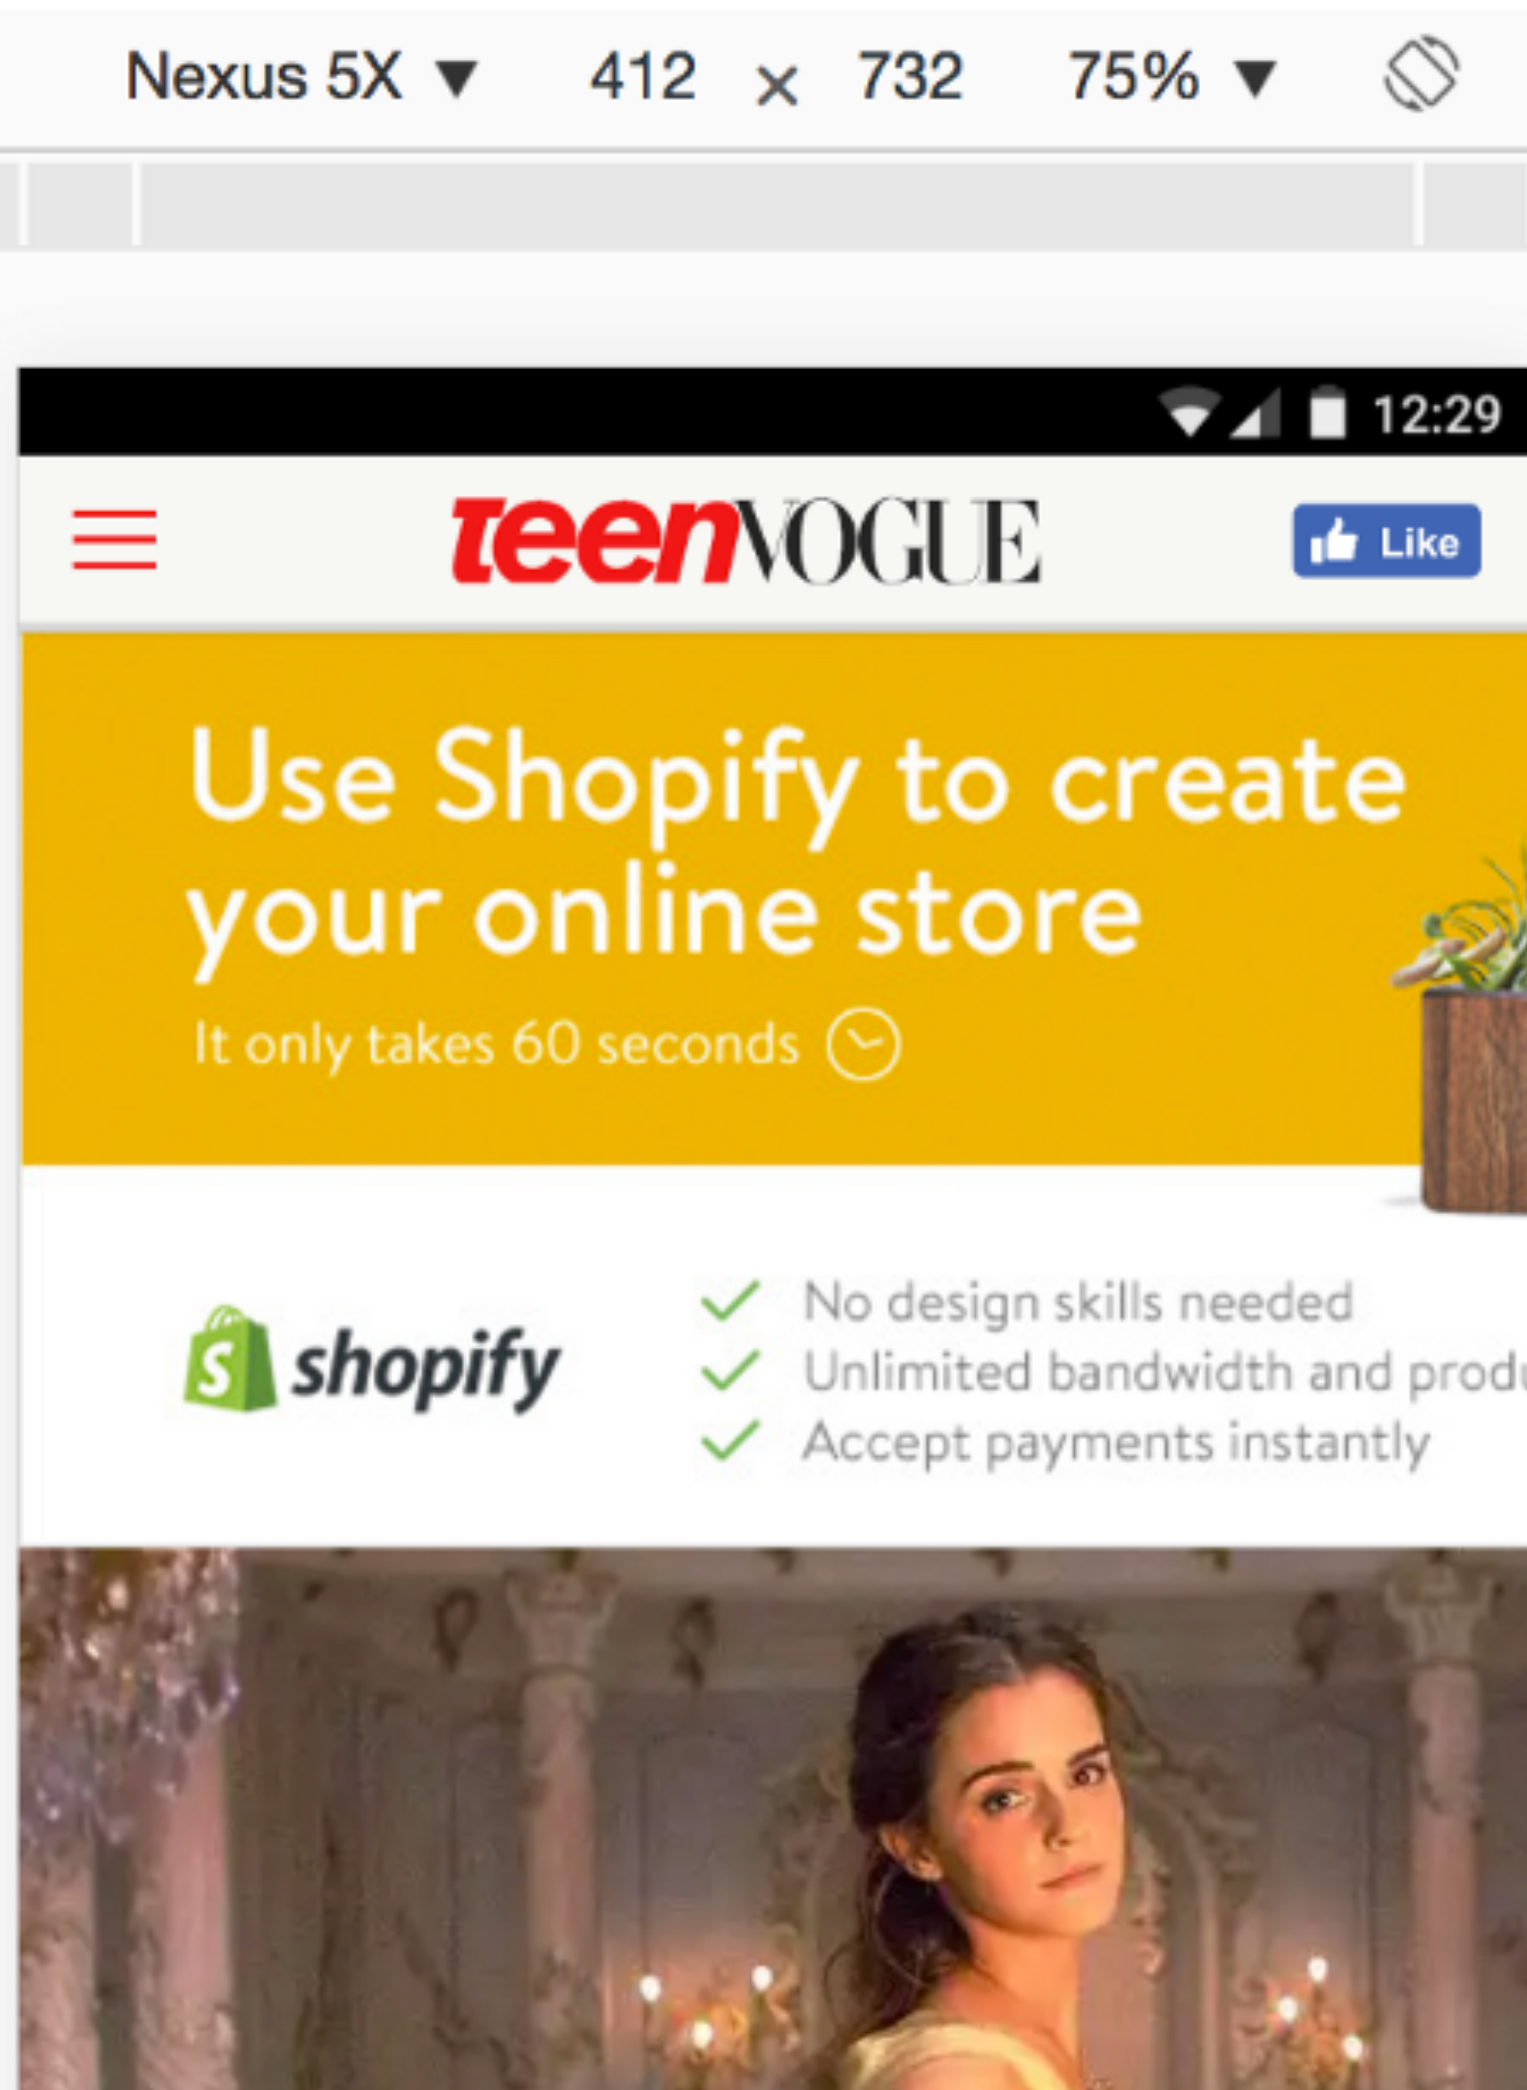 Nexus 5X ▼ 412 × 732 75% ▼
12:29
teenVOGUE Like
Use Shopify to create
your online store
It only takes 60 seconds
shopify
No design skills needed
Unlimited bandwidth and produ
Accept payments instantly